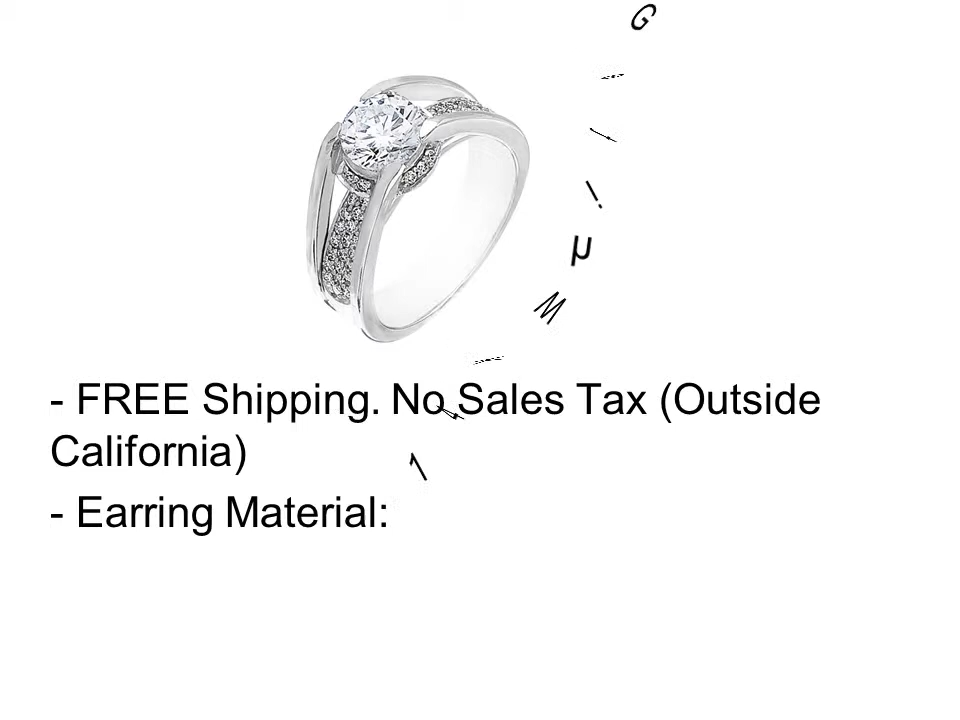 - FREE Shipping. No Sales Tax (Outside
California)
- Earring Material: